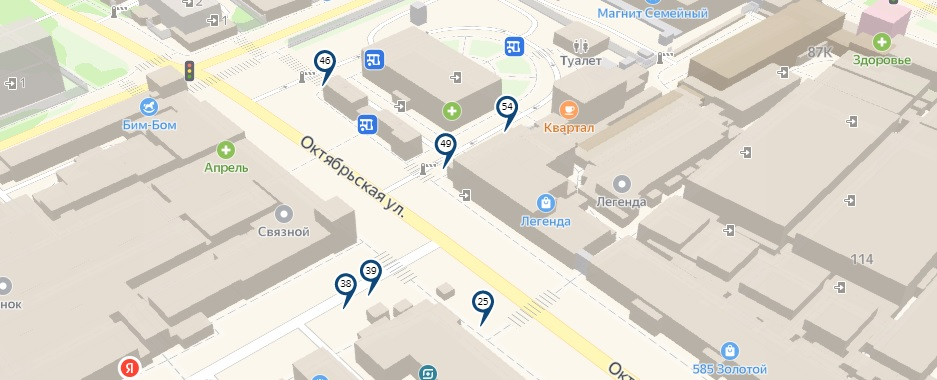 2
1
Магнит Семейный
46
Туалет
87К
Здоровье
1
54
Бим-Бом
Квартал
49
Октябрьская ул.
Апрель
Легенда
Легенда
Связной
114
39
38
нок
25
Окт
585 Золотой
Я